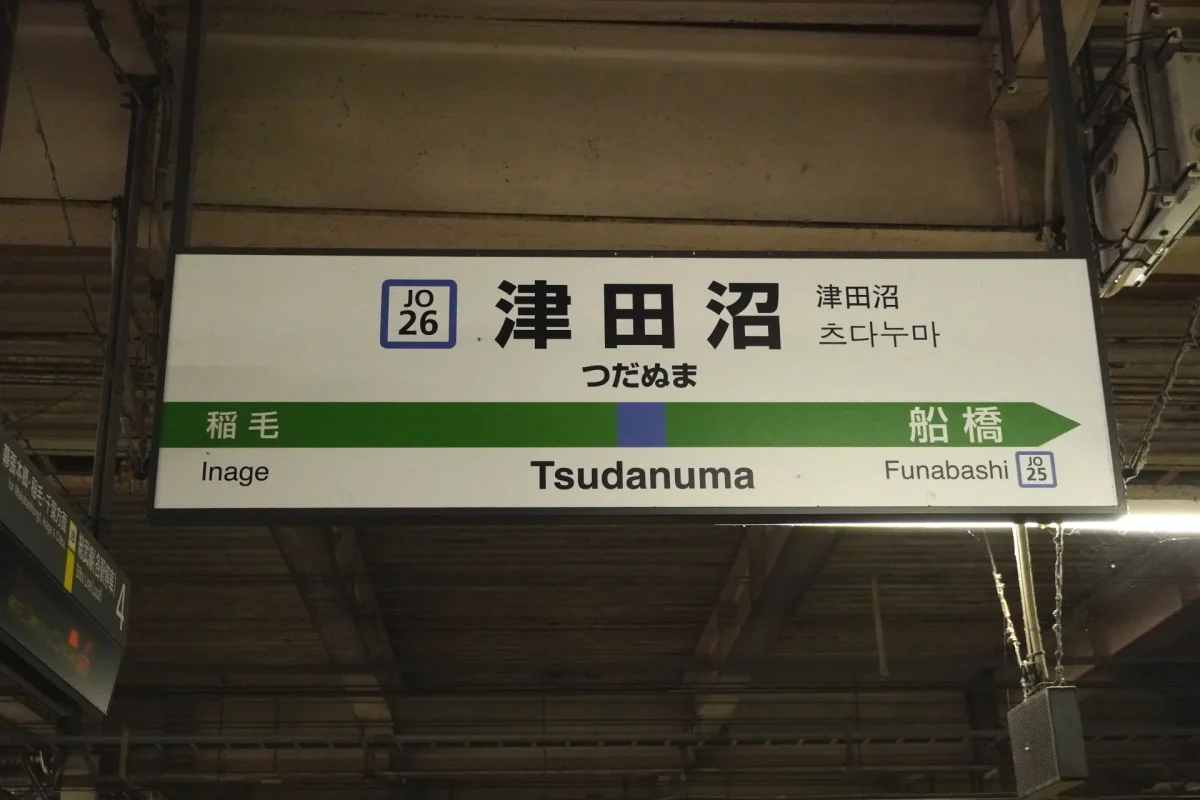 JO
26
津田沼
津田沼
츠다누마
つだぬま
稲毛
船橋
Inage
Tsudanuma
Funabashi
JO
25
4